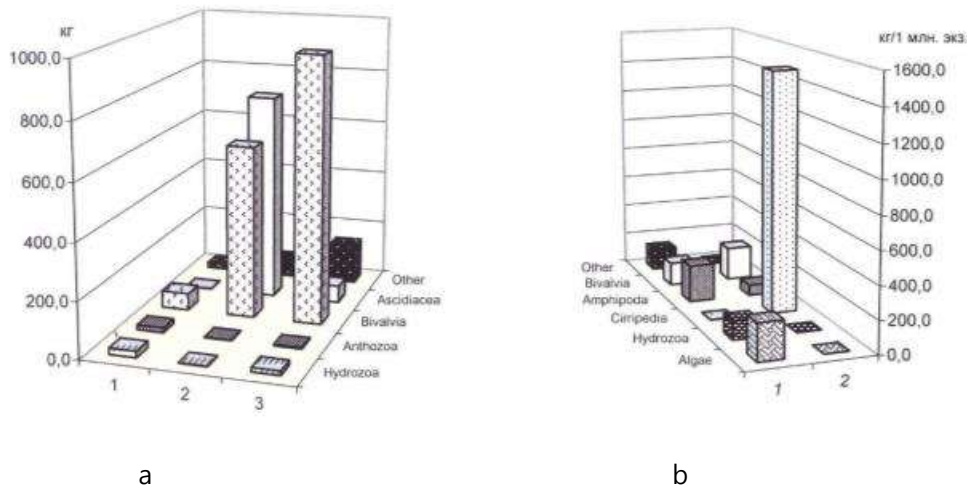 кг
1000,0
800,0
600,0
400,0
200,0
0,0
1
2
3
Other
Ascidiacea
Bivalvia
Anthozoa
Hydrozoa
a
кг/1 млн. экз.
1600,0
1400,0
1200,0
1000,0
800,0
600,0
400,0
200,0
0,0
Other
Bivalvia
Amphipoda
Cirripedia
Hydrozoa
Algae
1
2
b